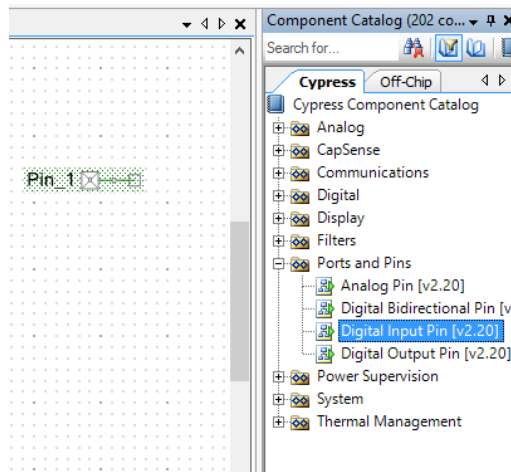 Component Catalog (202 co...
Search for...
Cypress
Off-Chip
Cypress Component Catalog
Analog
CapSense
Communications
Digital
Display
Filters
Ports and Pins
Analog Pin [v2.20]
Digital Bidirectional Pin [v
Digital Input Pin [v2.20]
Digital Output Pin [v2.20]
Power Supervision
System
Thermal Management
Pin_1